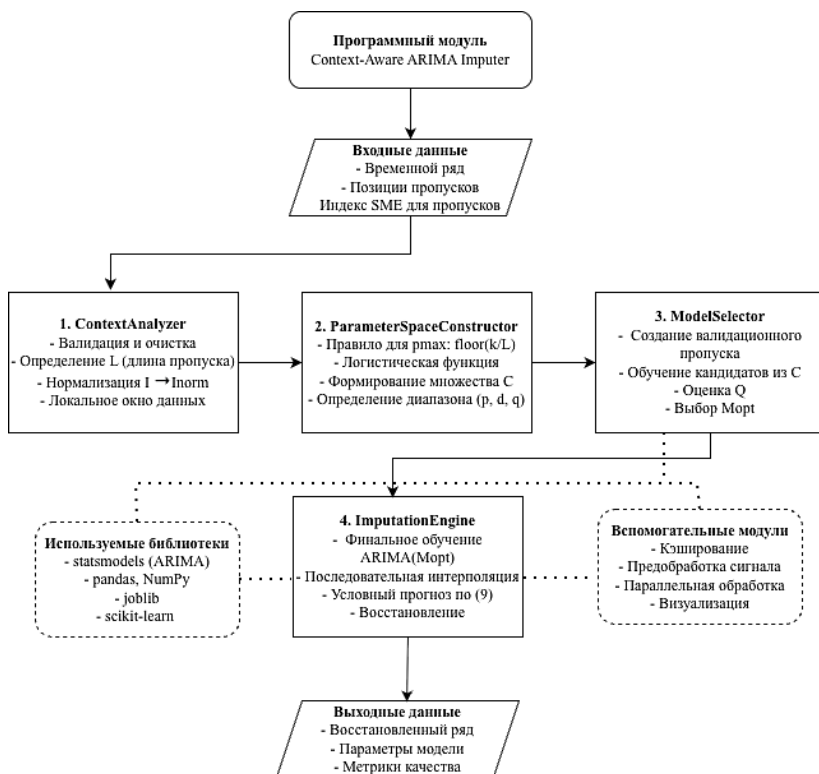 Программный модуль
Context-Aware ARIMA Imputer
Входные данные
- Временной ряд
- Позиции пропусков
Индекс SME для пропусков
1. ContextAnalyzer
- Валидация и очистка
- Определение L (длина пропуска)
- Нормализация I → Inorm
- Локальное окно данных
2. ParameterSpaceConstructor
- Правило для pmax: floor(k/L)
- Логистическая функция
- Формирование множества C
- Определение диапазона (p, d, q)
3. ModelSelector
- Создание валидационного
пропуска
- Обучение кандидатов из C
- Оценка Q
- Выбор Mopt
Используемые библиотеки
- statsmodels (ARIMA)
- pandas, NumPy
- joblib
- scikit-learn
4. ImputationEngine
- Финальное обучение
ARIMA(Mopt)
- Последовательная интерполяция
- Условный прогноз по (9)
- Восстановление
Вспомогательные модули
- Кэширование
- Предобработка сигнала
- Параллельная обработка
- Визуализация
Выходные данные
- Восстановленный ряд
- Параметры модели
- Метрики качества